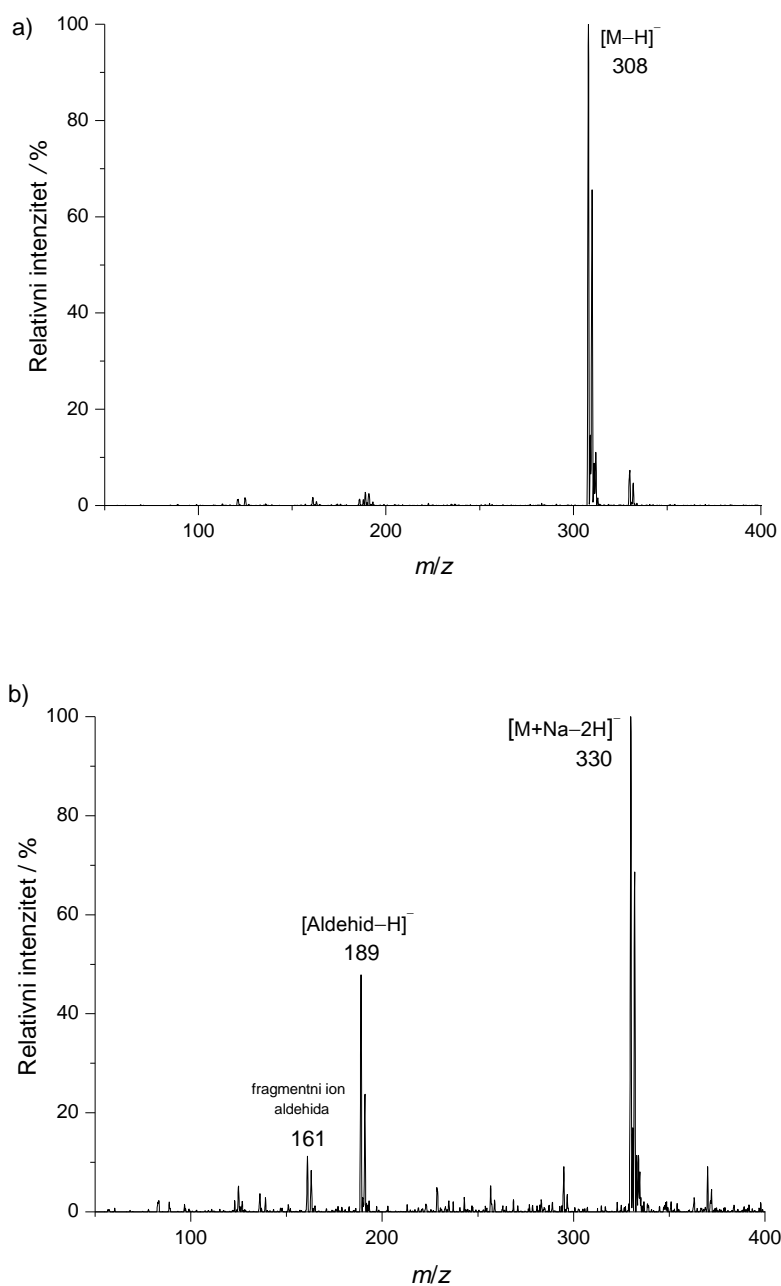 a)
100
80
60
40
20
0
Relativni intenzitet / %
[M–H]⁻
308
100
200
300
400
m/z
b)
100
80
60
40
20
0
Relativni intenzitet / %
[M+Na–2H]⁻
330
[Aldehid–H]⁻
189
fragmentni ion
aldehida
161
100
200
300
400
m/z